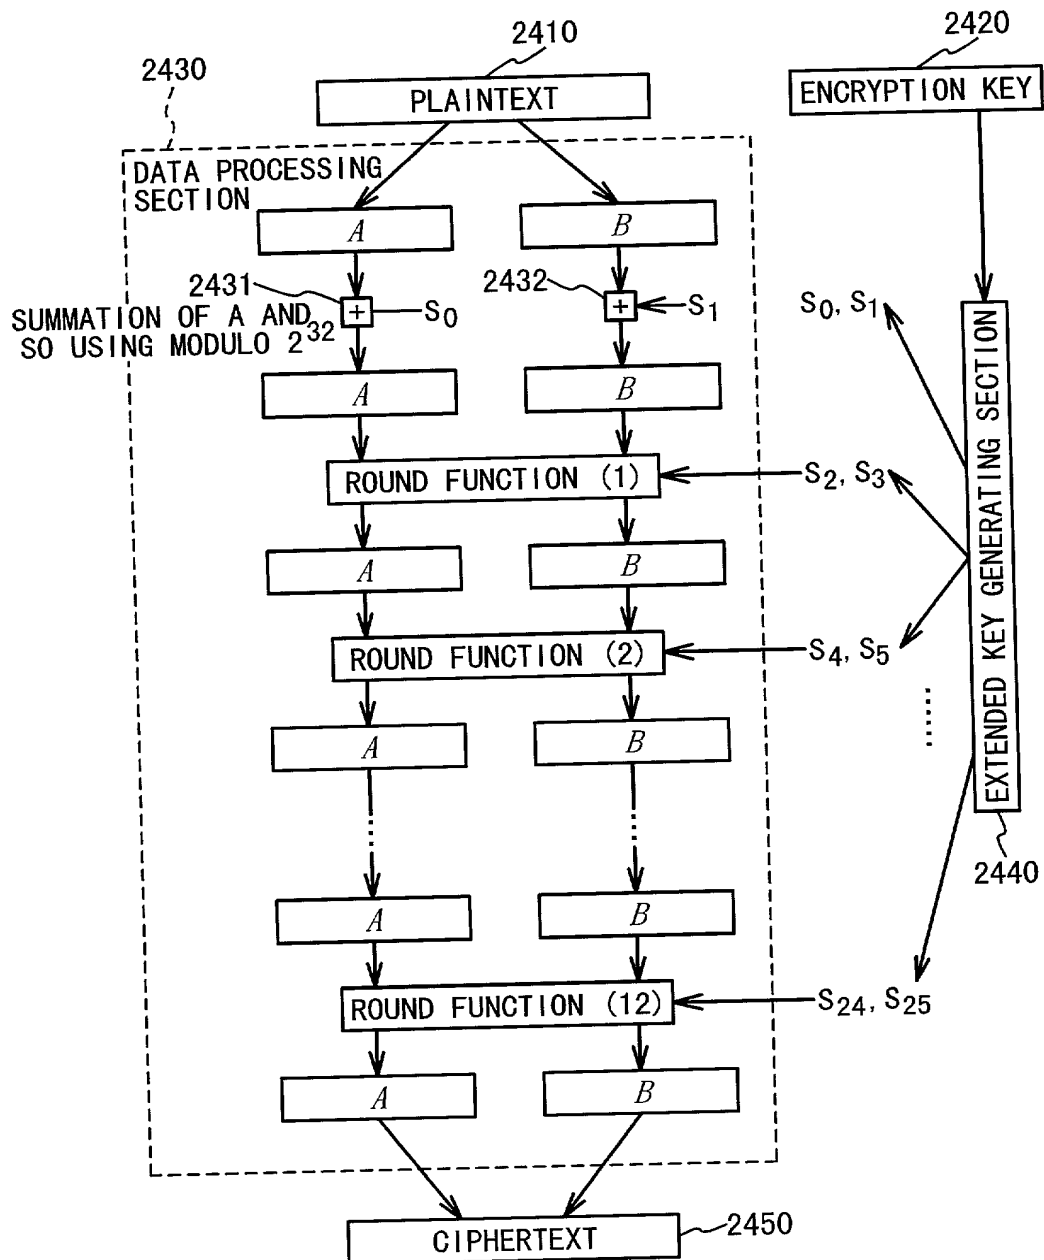 2410
2420
2430
PLAINTEXT
ENCRYPTION KEY
DATA PROCESSING
SECTION
A
B
2431
2432
SUMMATION OF A AND
SO USING MODULO 2^32
+
S0
+
S1
S0, S1
A
B
ROUND FUNCTION (1)
S2, S3
A
B
ROUND FUNCTION (2)
S4, S5
A
B
EXTENDED KEY GENERATING SECTION
2440
A
B
ROUND FUNCTION (12)
S24, S25
A
B
CIPHERTEXT
2450